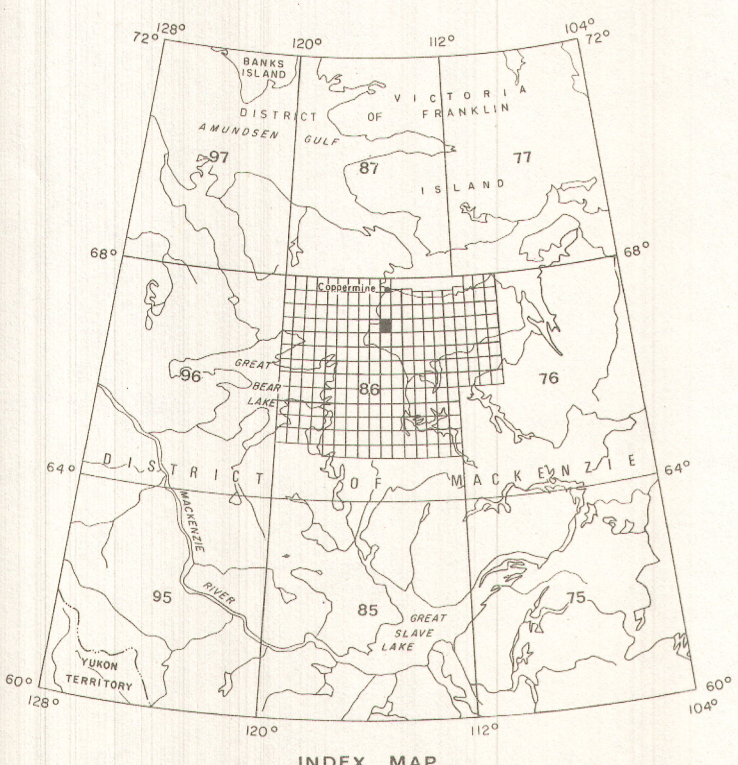 128°
120°
112°
104°
72°
72°
BANKS
ISLAND
VICTORIA
DISTRICT OF FRANKLIN
AMUNDSEN GULF
97
87
77
ISLAND
68°
68°
Coppermine
GREAT
BEAR
LAKE
96
86
76
DISTRICT OF MACKENZIE
64°
64°
MACKENZIE
RIVER
95
85
75
GREAT
SLAVE
LAKE
YUKON
TERRITORY
60°
60°
128°
120°
112°
104°
INDEX MAP